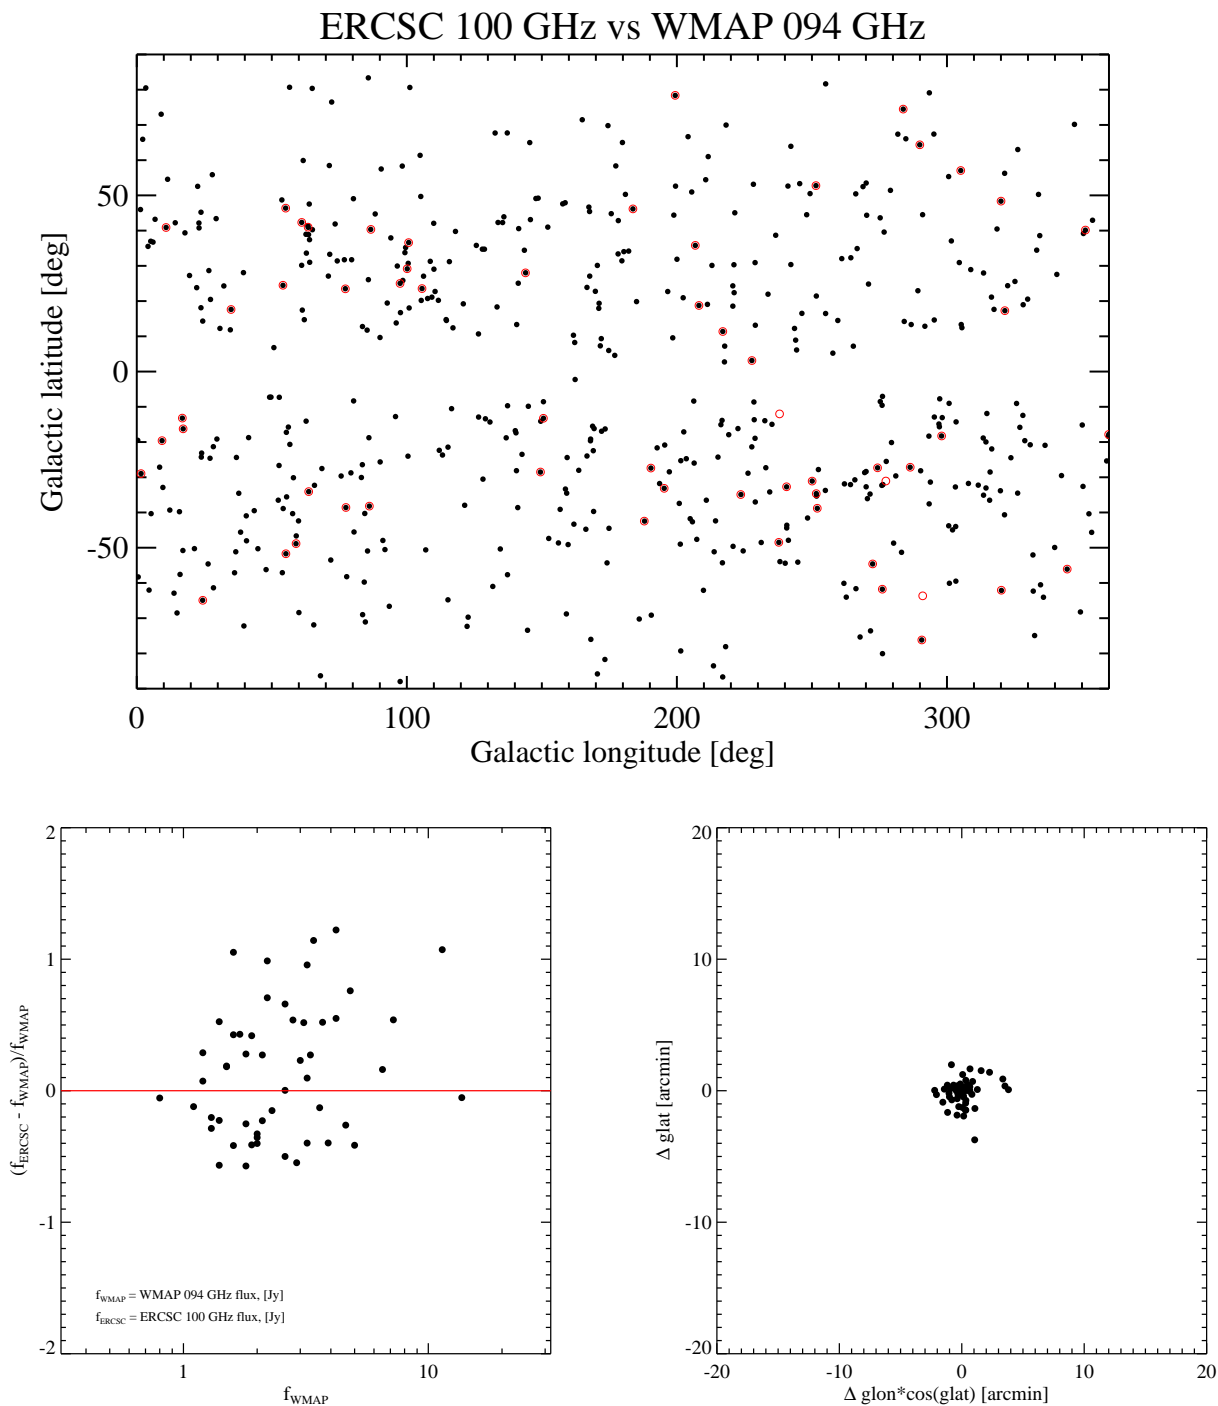 ERCSC 100 GHz vs WMAP 094 GHz
50
0
-50
Galactic latitude [deg]
0 100 200 300
Galactic longitude [deg]
2
1
0
-1
-2
(f_ERCSC - f_WMAP)/f_WMAP
f_WMAP = WMAP 094 GHz flux, [Jy]
f_ERCSC = ERCSC 100 GHz flux, [Jy]
1 10
f_WMAP
20
10
0
-10
-20
Δ glat [arcmin]
-20 -10 0 10 20
Δ glon*cos(glat) [arcmin]